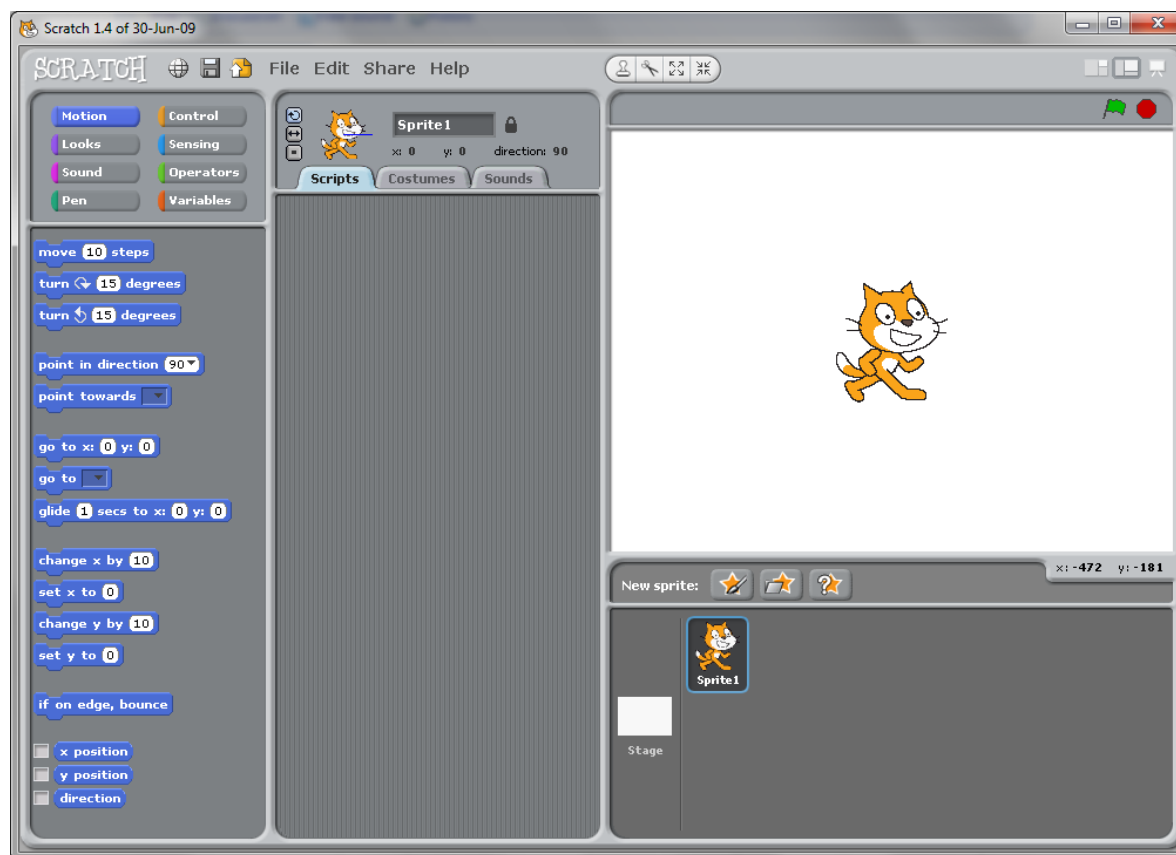 Scratch 1.4 of 30-Jun-09
SCRATCH File Edit Share Help
Motion Control
Looks Sensing
Sound Operators
Pen Variables
Sprite1
x: 0 y: 0 direction: 90
Scripts Costumes Sounds
move 10 steps
turn 15 degrees
turn 15 degrees
point in direction 90
point towards
go to x: 0 y: 0
go to
glide 1 secs to x: 0 y: 0
change x by 10
set x to 0
change y by 10
set y to 0
if on edge, bounce
x position
y position
direction
x: -472 y: -181
New sprite:
Sprite1
Stage